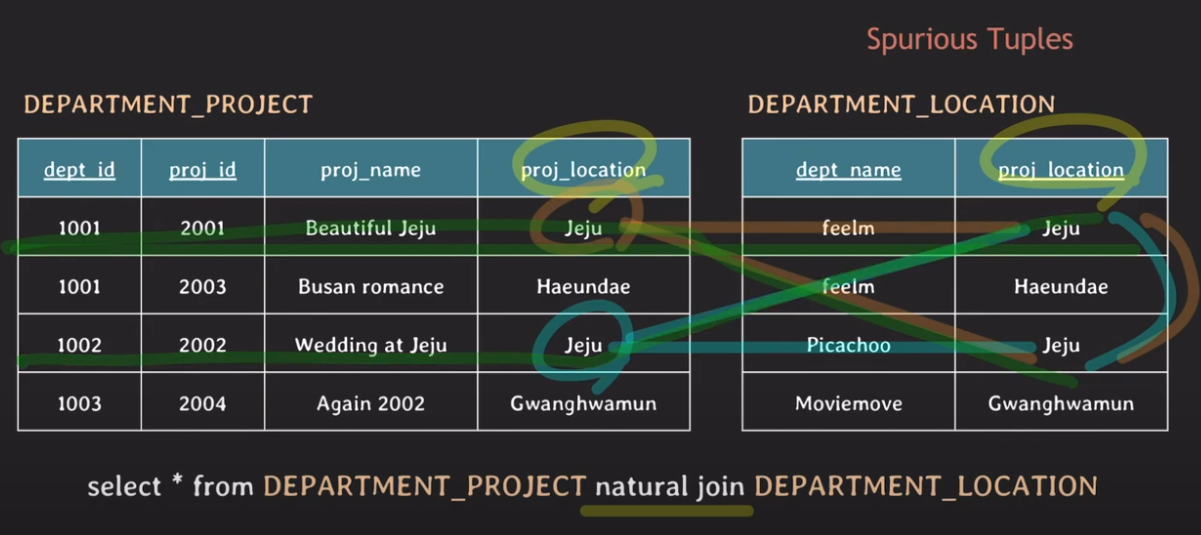 Spurious Tuples
DEPARTMENT_PROJECT DEPARTMENT_LOCATION
dept_id proj_id proj_name proj_location dept_name proj_location
1001 2001 Beautiful Jeju Jeju feelm Jeju
1001 2003 Busan romance Haeundae feelm Haeundae
1002 2002 Wedding at Jeju Jeju Picachoo Jeju
1003 2004 Again 2002 Gwanghwamun Moviemove Gwanghwamun
select * from DEPARTMENT_PROJECT natural join DEPARTMENT_LOCATION